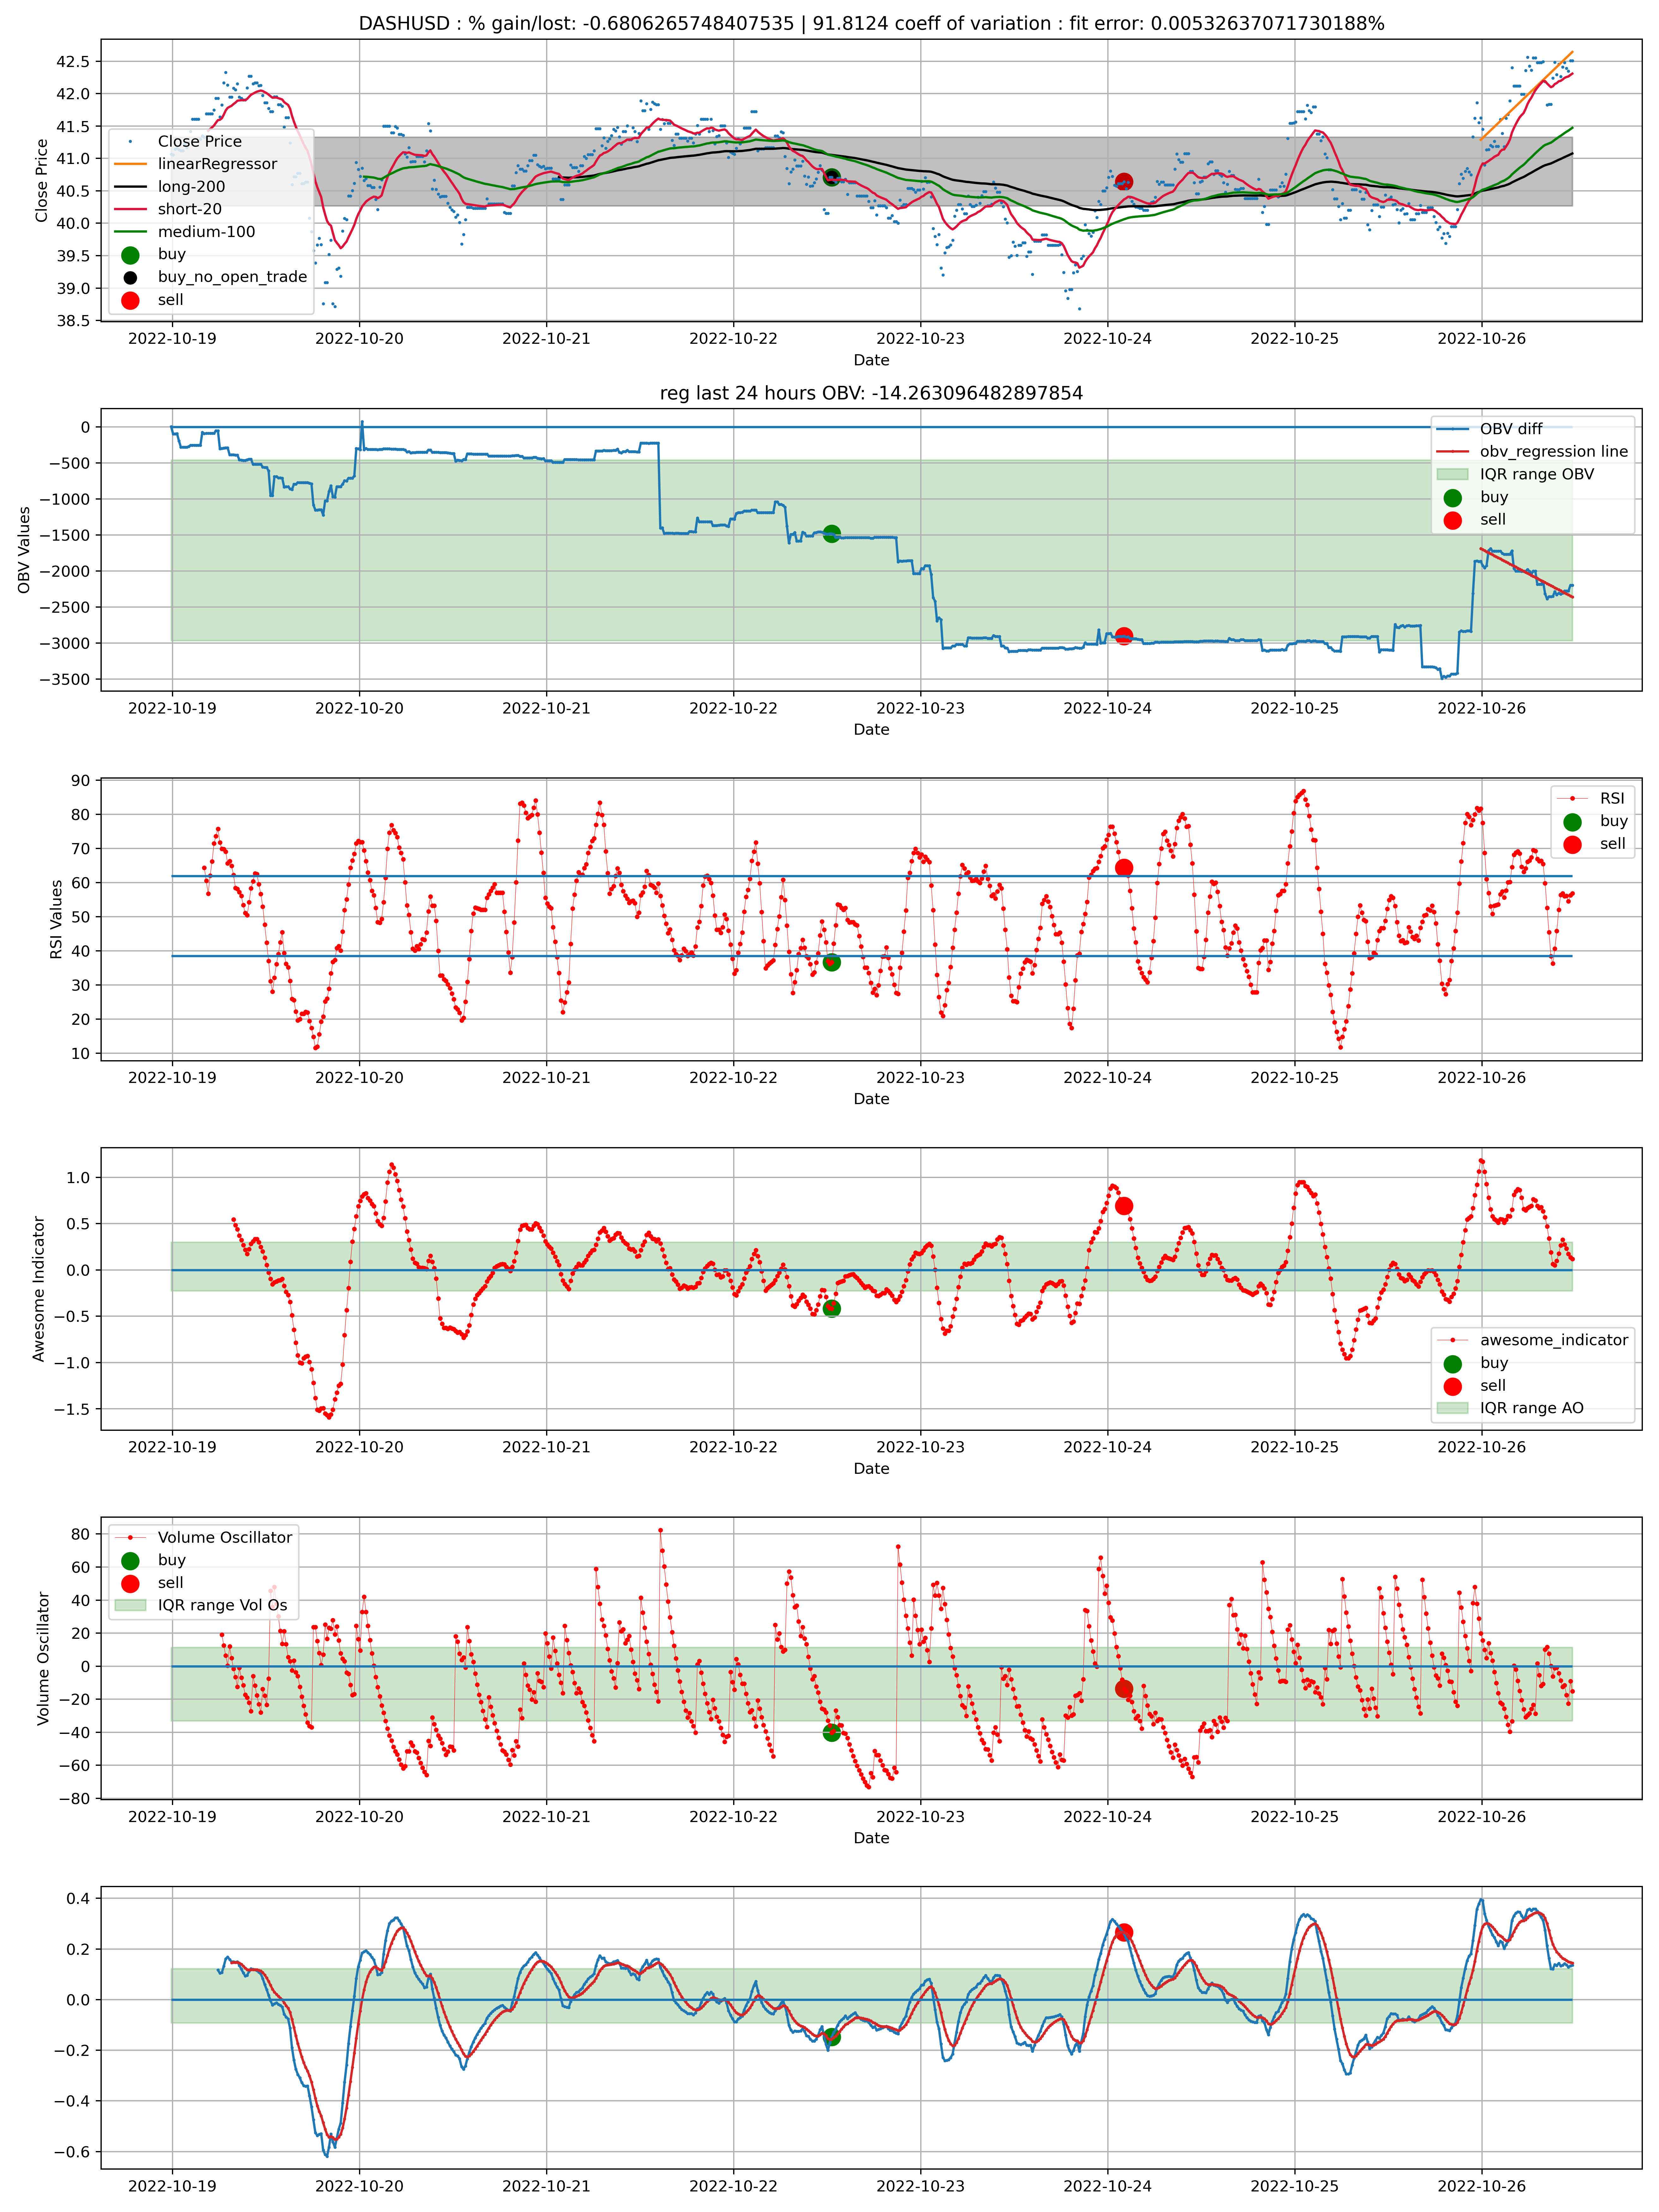 DASHUSD : % gain/lost: -0.6806265748407535 | 91.8124 coeff of variation : fit error: 0.00532637071730188%
42.5
42.0
41.5
41.0
40.5
40.0
39.5
39.0
38.5
Close Price
Close Price
linearRegressor
long-200
short-20
medium-100
buy
buy_no_open_trade
sell
2022-10-19 2022-10-20 2022-10-21 2022-10-22 2022-10-23 2022-10-24 2022-10-25 2022-10-26
Date
reg last 24 hours OBV: -14.263096482897854
0
−500
−1000
−1500
−2000
−2500
−3000
−3500
OBV Values
OBV diff
obv_regression line
IQR range OBV
buy
sell
2022-10-19 2022-10-20 2022-10-21 2022-10-22 2022-10-23 2022-10-24 2022-10-25 2022-10-26
Date
90
80
70
60
50
40
30
20
10
RSI Values
RSI
buy
sell
2022-10-19 2022-10-20 2022-10-21 2022-10-22 2022-10-23 2022-10-24 2022-10-25 2022-10-26
Date
1.0
0.5
0.0
−0.5
−1.0
−1.5
Awesome Indicator
awesome_indicator
buy
sell
IQR range AO
2022-10-19 2022-10-20 2022-10-21 2022-10-22 2022-10-23 2022-10-24 2022-10-25 2022-10-26
Date
80
60
40
20
0
−20
−40
−60
−80
Volume Oscillator
Volume Oscillator
buy
sell
IQR range Vol Os
2022-10-19 2022-10-20 2022-10-21 2022-10-22 2022-10-23 2022-10-24 2022-10-25 2022-10-26
Date
0.4
0.2
0.0
−0.2
−0.4
−0.6
2022-10-19 2022-10-20 2022-10-21 2022-10-22 2022-10-23 2022-10-24 2022-10-25 2022-10-26